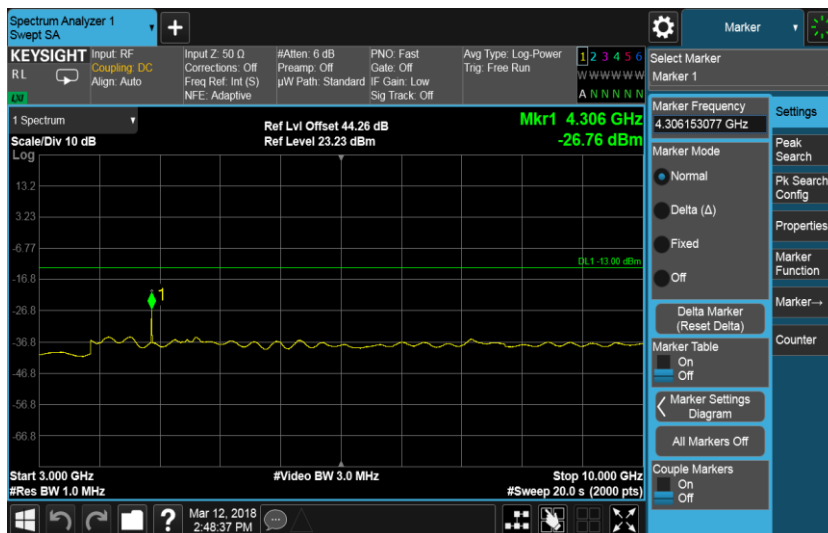 Spectrum Analyzer 1
Swept SA
Marker
KEYSIGHT
RL
LXI
Input: RF
Coupling: DC
Align: Auto
Input Z: 50 Ω
Corrections: Off
Freq Ref: Int (S)
NFE: Adaptive
#Atten: 6 dB
Preamp: Off
µW Path: Standard
PNO: Fast
Gate: Off
IF Gain: Low
Sig Track: Off
Avg Type: Log-Power
Trig: Free Run
1 2 3 4 5 6
W W W W W W
A N N N N N
1 Spectrum
Scale/Div 10 dB
Log
Ref Lvl Offset 44.26 dB
Ref Level 23.23 dBm
Mkr1 4.306 GHz
-26.76 dBm
13.2
3.23
-6.77
-16.8
-26.8
-36.8
-46.8
-56.8
-66.8
DL1 -13.00 dBm
1
Start 3.000 GHz
#Res BW 1.0 MHz
#Video BW 3.0 MHz
Stop 10.000 GHz
#Sweep 20.0 s (2000 pts)
?
Mar 12, 2018
2:48:37 PM
Select Marker
Marker 1
Marker Frequency
4.306153077 GHz
Marker Mode
Normal
Delta (Δ)
Fixed
Off
Delta Marker
(Reset Delta)
Marker Table
On
Off
Marker Settings
Diagram
All Markers Off
Couple Markers
On
Off
Settings
Peak
Search
Pk Search
Config
Properties
Marker
Function
Marker→
Counter